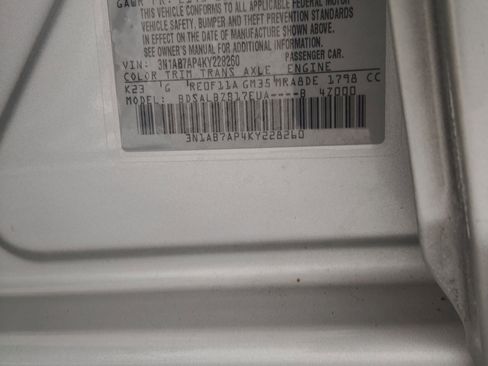 THIS VEHICLE CONFORMS TO ALL APPLICABLE FEDERAL MOTOR
VEHICLE SAFETY, BUMPER AND THEFT PREVENTION STANDARDS
IN EFFECT ON THE DATE OF MANUFACTURE SHOWN ABOVE.
SEE OWNER'S MANUAL FOR ADDITIONAL INFORMATION.
VIN: 3N1AB7AP4KY228260 PASSENGER CAR.
COLOR TRIM TRANS AXLE ENGINE
K23 G RE0F11A GM35 MRA8DE 1798 CC
MODEL: BDSALBZB17EUA----B 4Z000
3N1AB7AP4KY228260